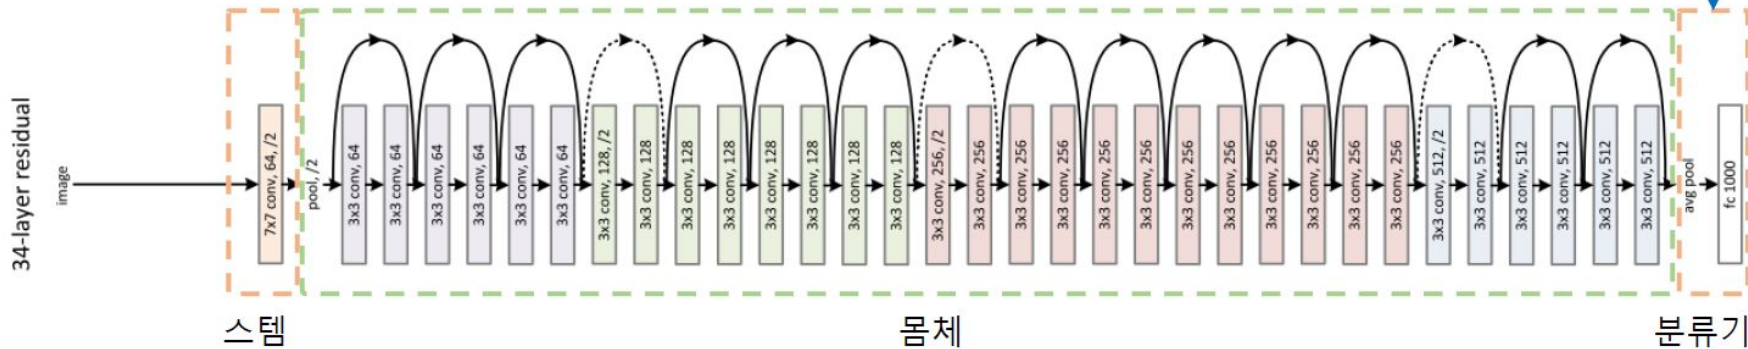 34-layer residual
image
7x7 conv, 64, /2
pool, /2
3x3 conv, 64
3x3 conv, 64
3x3 conv, 64
3x3 conv, 64
3x3 conv, 64
3x3 conv, 64
3x3 conv, 128, /2
3x3 conv, 128
3x3 conv, 128
3x3 conv, 128
3x3 conv, 128
3x3 conv, 128
3x3 conv, 128
3x3 conv, 128
3x3 conv, 256, /2
3x3 conv, 256
3x3 conv, 256
3x3 conv, 256
3x3 conv, 256
3x3 conv, 256
3x3 conv, 256
3x3 conv, 256
3x3 conv, 256
3x3 conv, 256
3x3 conv, 256
3x3 conv, 256
3x3 conv, 512, /2
3x3 conv, 512
3x3 conv, 512
3x3 conv, 512
3x3 conv, 512
3x3 conv, 512
avg pool
fc 1000
스템
몸체
분류기